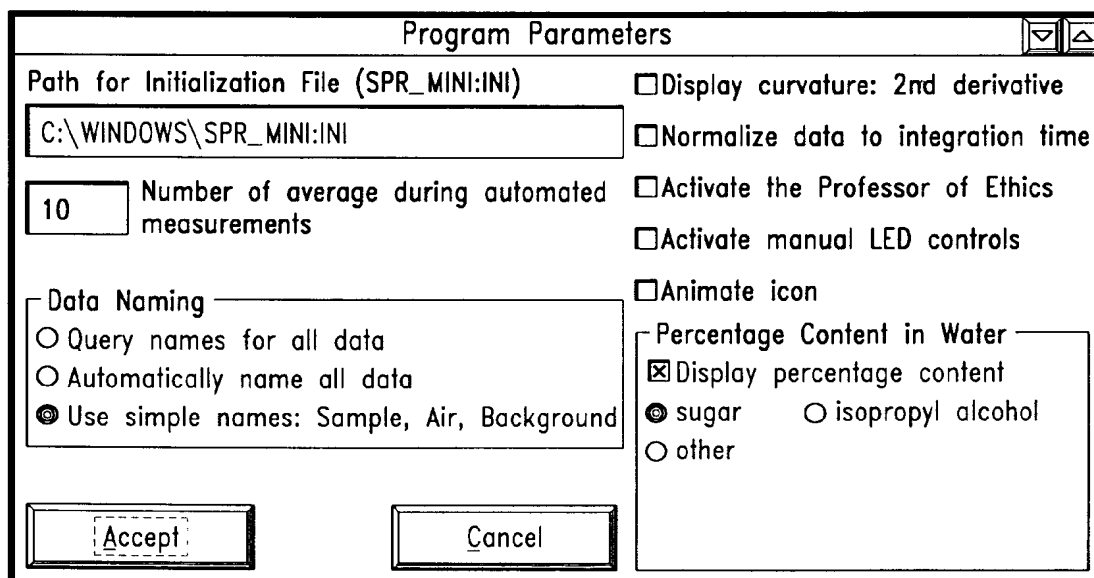 Program Parameters
Path for Initialization File (SPR_MINI:INI)
C:\WINDOWS\SPR_MINI:INI
10
Number of average during automated
measurements
Data Naming
Query names for all data
Automatically name all data
Use simple names: Sample, Air, Background
Accept
Cancel
Display curvature: 2nd derivative
Normalize data to integration time
Activate the Professor of Ethics
Activate manual LED controls
Animate icon
Percentage Content in Water
Display percentage content
sugar
isopropyl alcohol
other